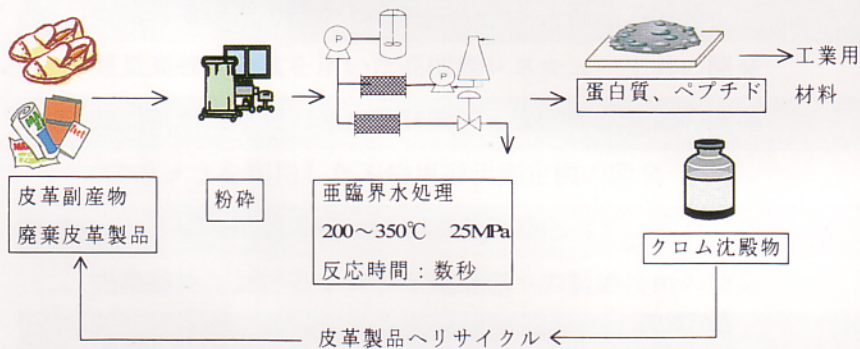 P
P
工業用
材料
蛋白質、ペプチド
皮革副産物
廃棄皮革製品
粉砕
亜臨界水処理
200～350℃ 25MPa
反応時間：数秒
クロム沈殿物
皮革製品へリサイクル